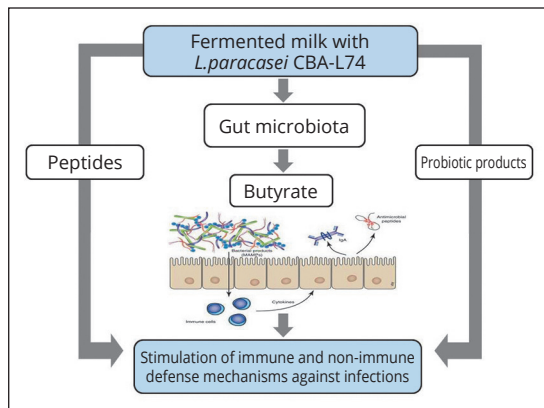 Fermented milk with
L.paracasei CBA-L74
Gut microbiota
Peptides
Probiotic products
Butyrate
Antimicrobial
peptides
IgA
Bacterial products
(MAMPs)
Cytokines
Immune cells
Stimulation of immune and non-immune
defense mechanisms against infections